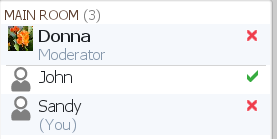 MAIN ROOM (3)
Donna
Moderator
John
Sandy
(You)